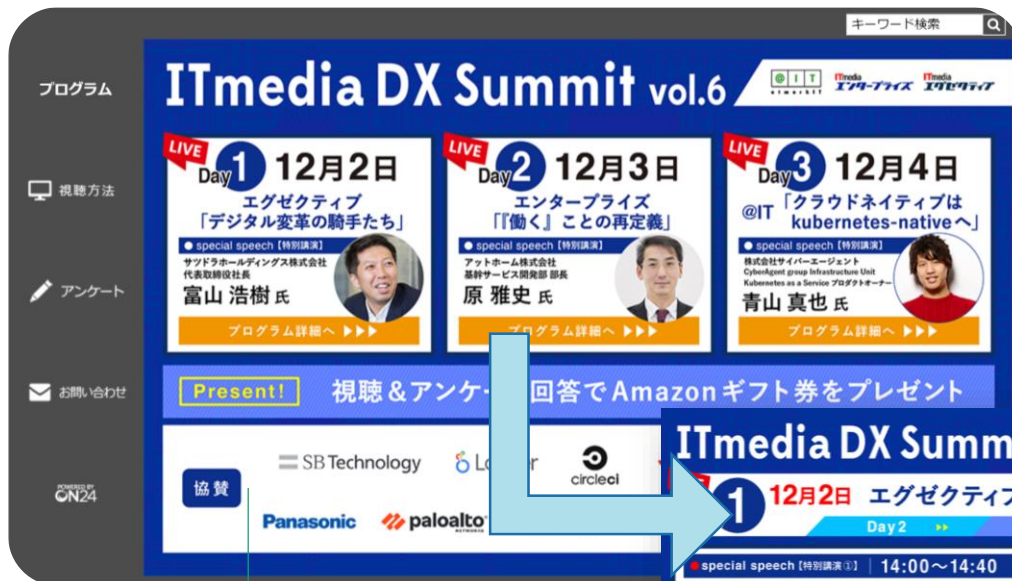 キーワード検索
プログラム
視聴方法
アンケート
お問い合わせ
POWERED BY
ON24
ITmedia DX Summit vol.6
@IT
atmarkIT
ITmedia
エンタープライズ
ITmedia
エグゼクティブ
LIVE
Day 1 12月2日
エグゼクティブ
「デジタル変革の騎手たち」
● special speech【特別講演】
サツドラホールディングス株式会社
代表取締役社長
富山 浩樹 氏
プログラム詳細へ ▶▶▶
LIVE
Day 2 12月3日
エンタープライズ
「『働く』ことの再定義」
● special speech【特別講演】
アットホーム株式会社
基幹サービス開発部 部長
原 雅史 氏
プログラム詳細へ ▶▶▶
LIVE
Day 3 12月4日
@IT 「クラウドネイティブは
kubernetes-nativeへ」
● special speech【特別講演】
株式会社サイバーエージェント
CyberAgent group Infrastructure Unit
Kubernetes as a Service プロダクトオーナー
青山 真也 氏
プログラム詳細へ ▶▶▶
Present! 視聴&アンケ 回答でAmazonギフト券をプレゼント
協賛
SB Technology
circleci
Panasonic
paloalto
NETWORKS
ITmedia DX Summ
1 12月2日 エグゼクティブ
Day2
● special speech【特別講演①】 14:00〜14:40